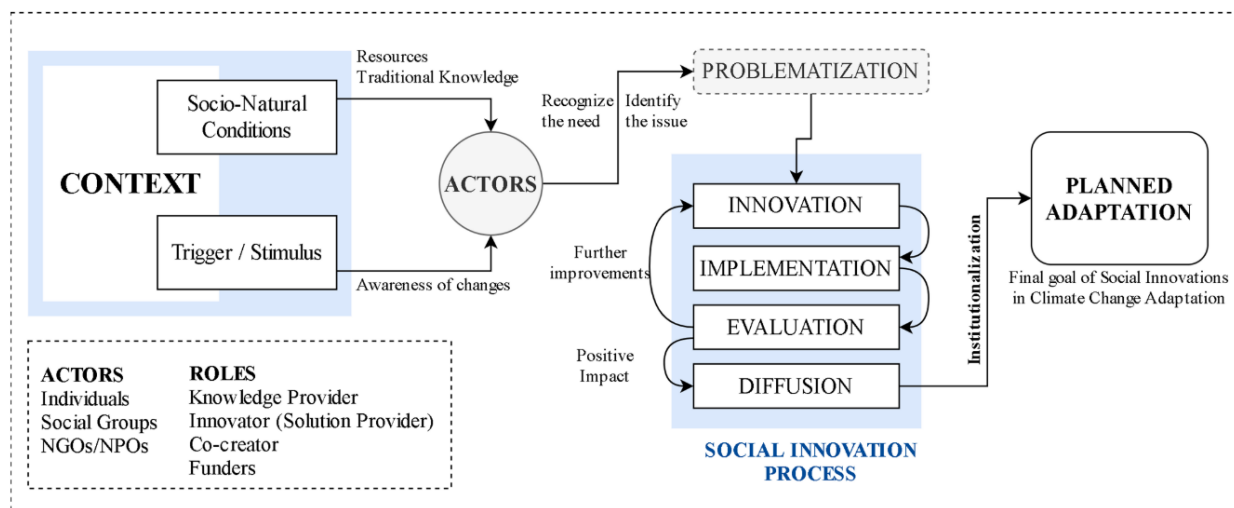 Resources
Traditional Knowledge
Socio-Natural
Conditions
CONTEXT
Trigger / Stimulus
Awareness of changes
ACTORS
Recognize
the need
Identify
the issue
PROBLEMATIZATION
INNOVATION
IMPLEMENTATION
EVALUATION
DIFFUSION
Further
improvements
Positive
Impact
SOCIAL INNOVATION
PROCESS
Institutionalization
PLANNED
ADAPTATION
Final goal of Social Innovations
in Climate Change Adaptation
ACTORS
Individuals
Social Groups
NGOs/NPOs
ROLES
Knowledge Provider
Innovator (Solution Provider)
Co-creator
Funders